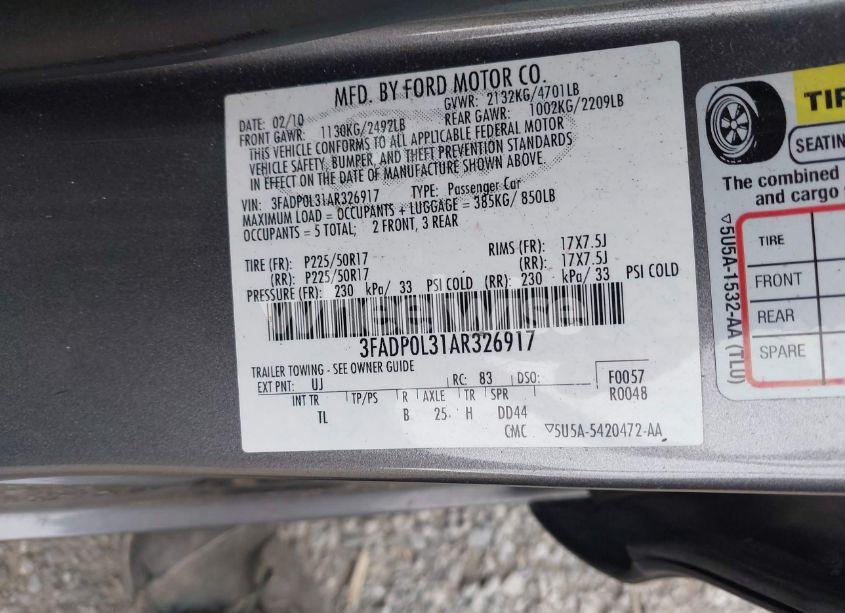 MFD. BY FORD MOTOR CO.
DATE: 02/10 GVWR: 2132KG/4701LB
FRONT GAWR: 1130KG/2492LB REAR GAWR: 1002KG/2209LB
THIS VEHICLE CONFORMS TO ALL APPLICABLE FEDERAL MOTOR
VEHICLE SAFETY, BUMPER, AND THEFT PREVENTION STANDARDS
IN EFFECT ON THE DATE OF MANUFACTURE SHOWN ABOVE.
VIN: 3FADP0L31AR326917 TYPE: Passenger Car
MAXIMUM LOAD = OCCUPANTS + LUGGAGE = 385KG/ 850LB
OCCUPANTS = 5 TOTAL; 2 FRONT, 3 REAR
TIRE (FR): P225/50R17 RIMS (FR): 17X7.5J
(RR): P225/50R17 (RR): 17X7.5J
PRESSURE (FR): 230 kPa/ 33 PSI COLD (RR): 230 kPa/ 33 PSI COLD
3FADP0L31AR326917
TRAILER TOWING - SEE OWNER GUIDE
EXT PNT: UJ RC: 83 DSO: F0057
R0048
INT TR TP/PS R AXLE TR SPR
TL B 25 H DD44
CMC ▽5U5A-5420472-AA
TIR
SEATING
The combined
and cargo
TIRE
FRONT
REAR
SPARE
▽5U5A-1532-AA (TL0)